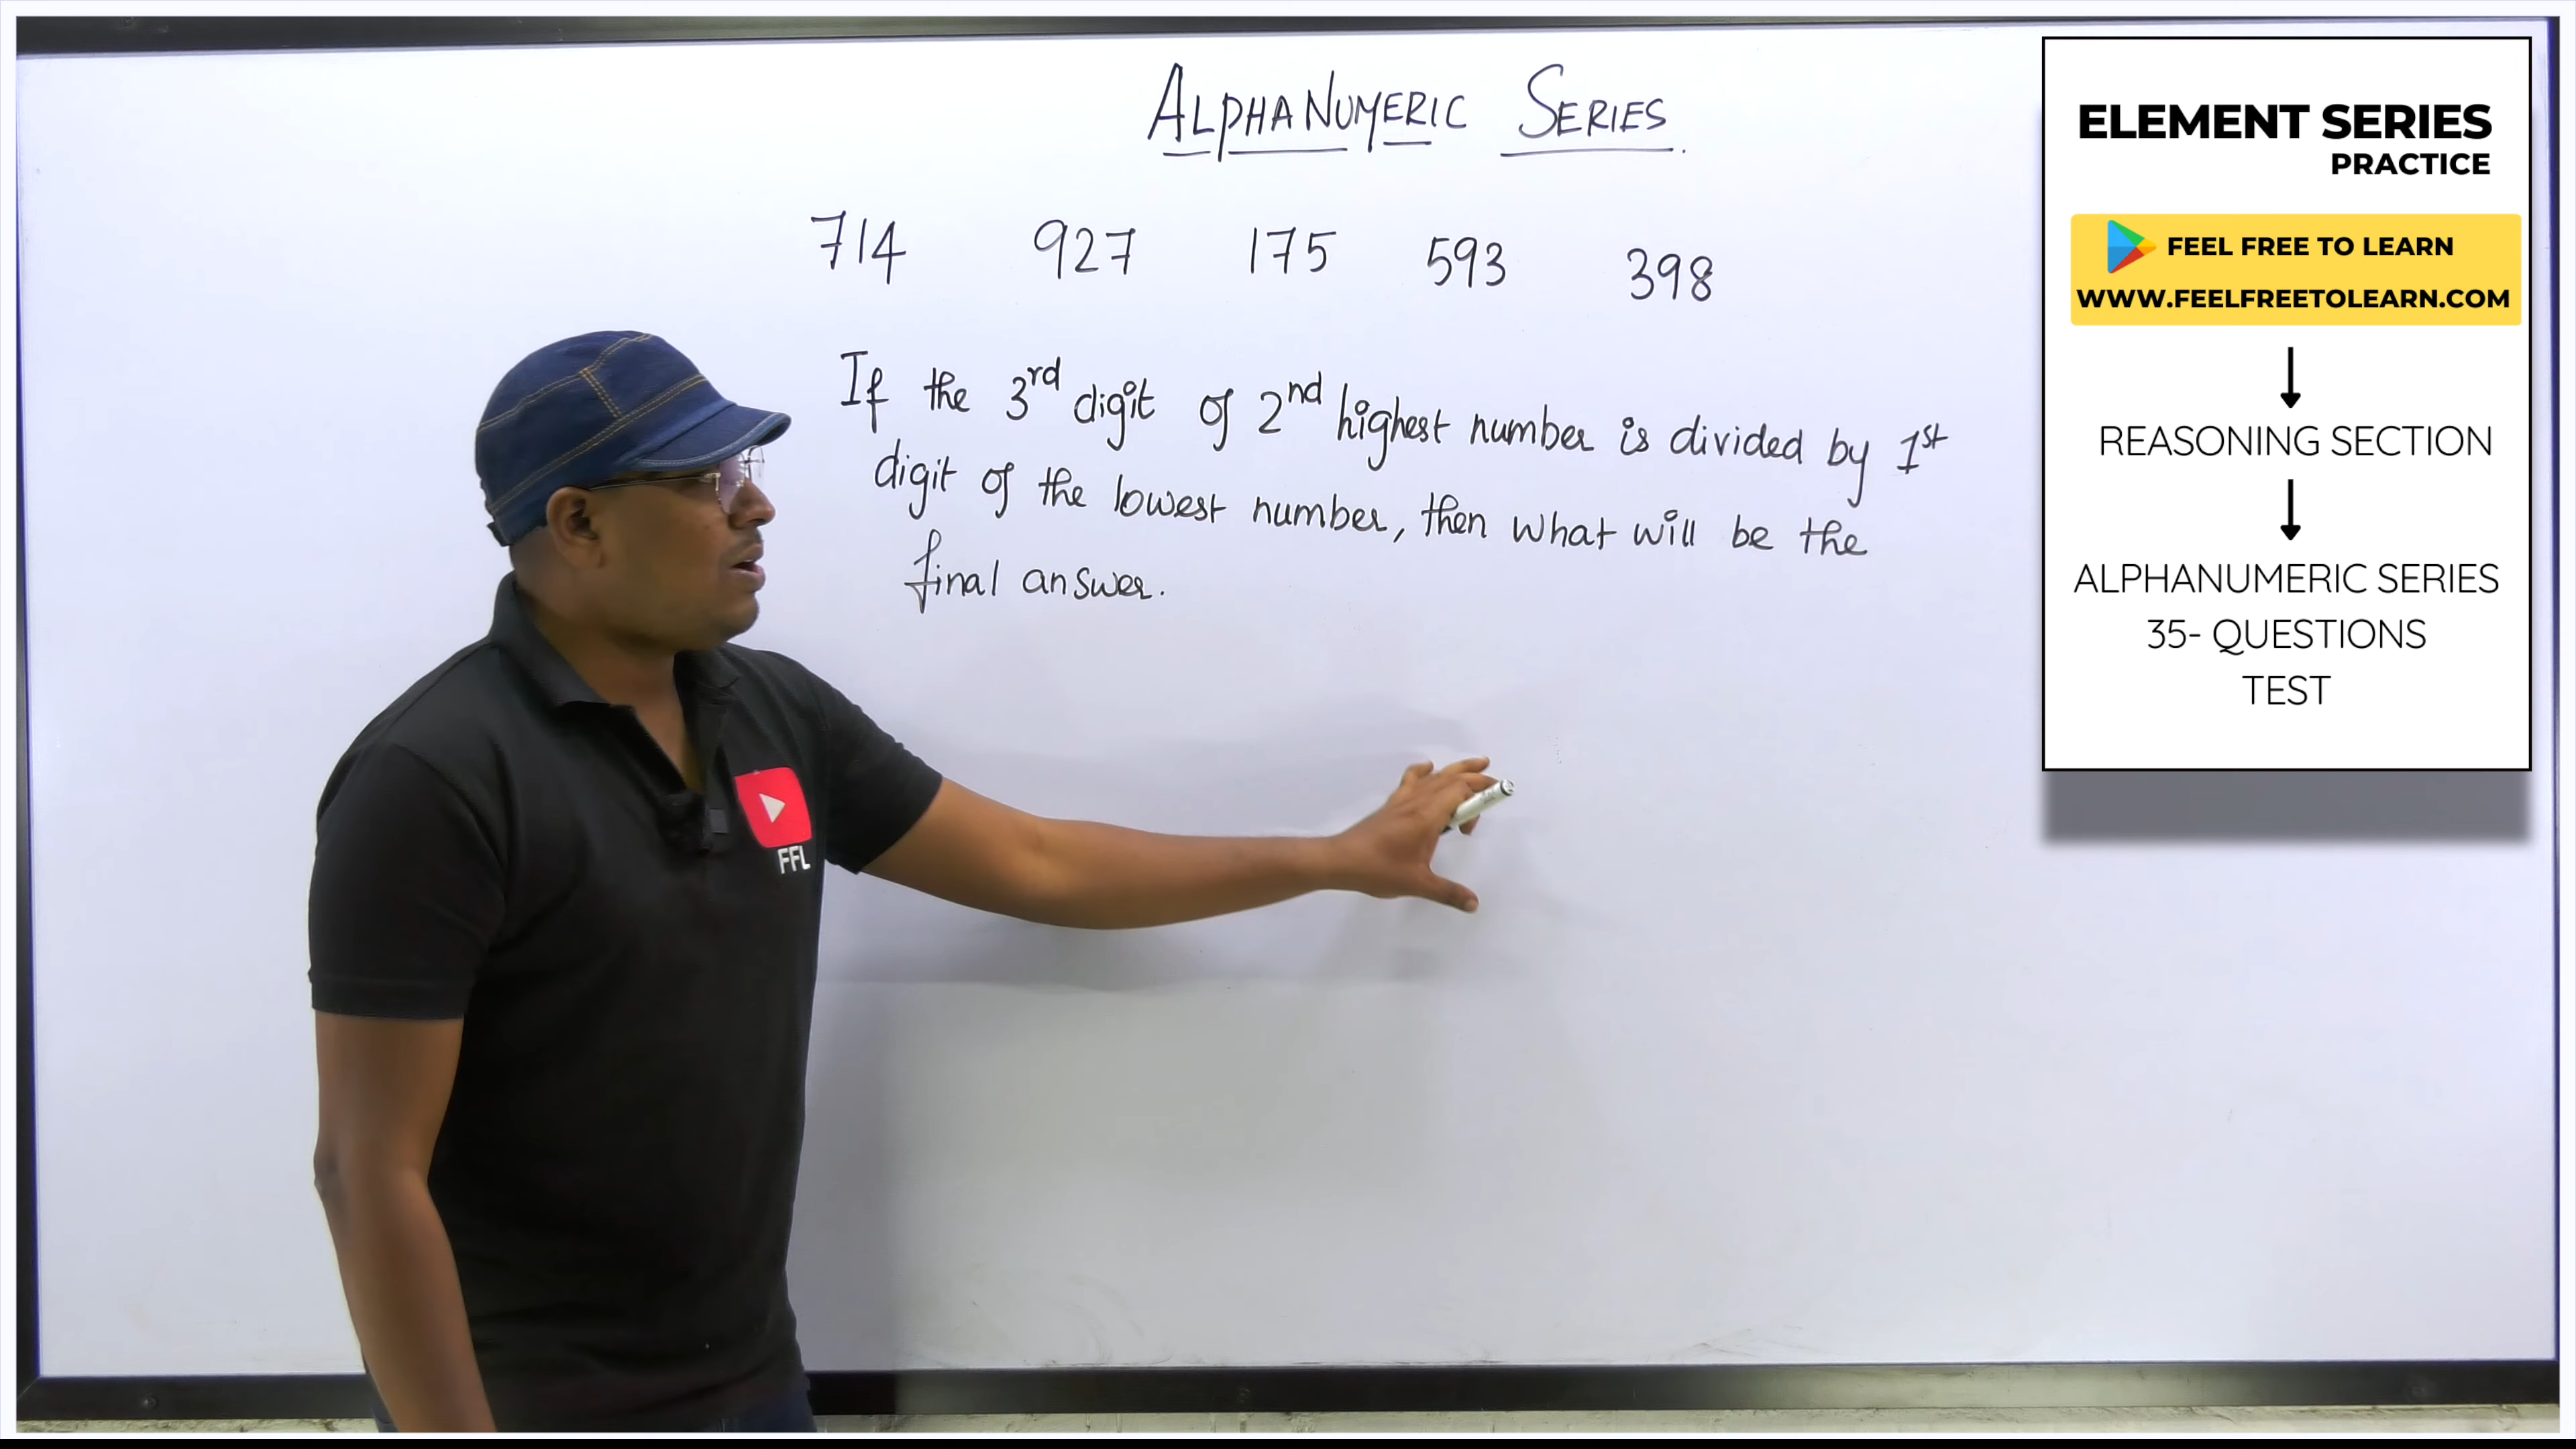 ALPHANUMERIC SERIES.
714 927 175 593 398
If the 3rd digit of 2nd highest number is divided by 1st
digit of the lowest number, then what will be the
final answer.
FFL
ELEMENT SERIES
PRACTICE
FEEL FREE TO LEARN
WWW.FEELFREETOLEARN.COM
REASONING SECTION
ALPHANUMERIC SERIES
35- QUESTIONS
TEST